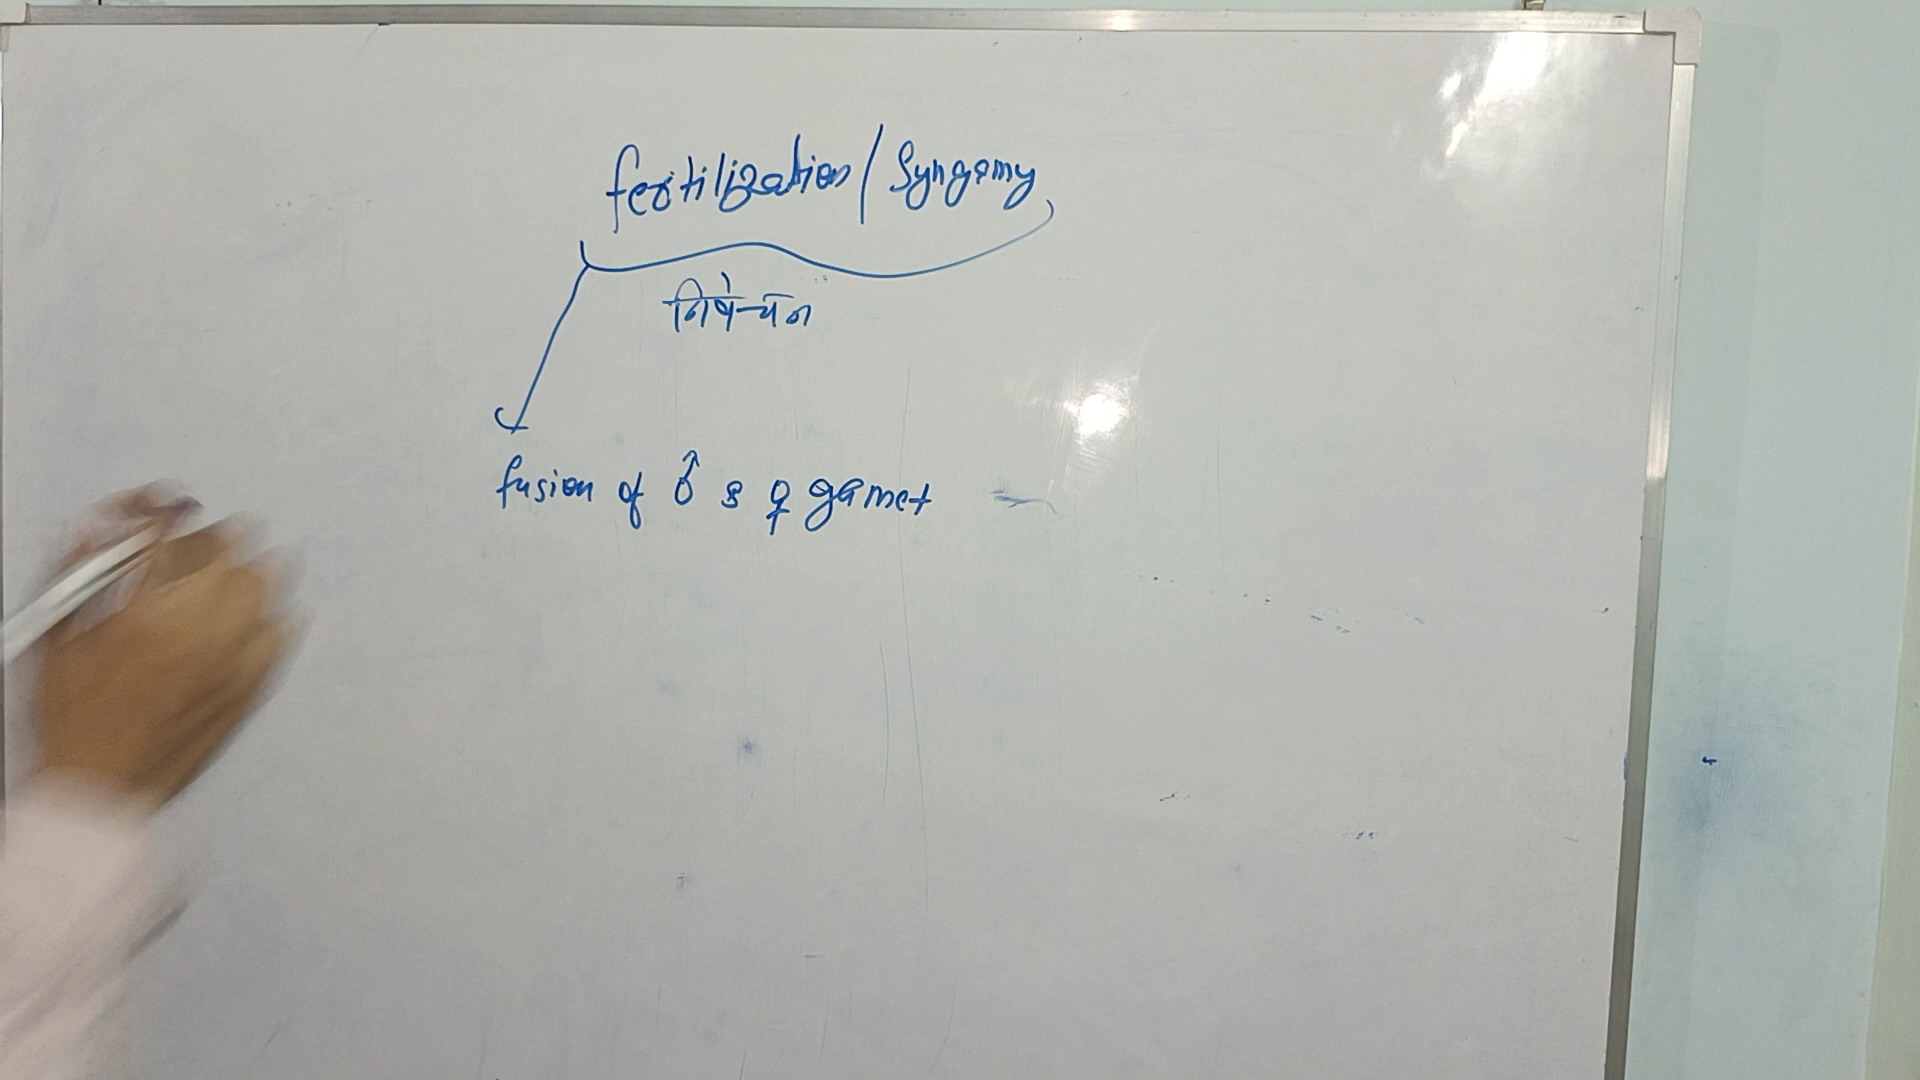 fertilization / Syngamy
निषेचन
fusion of ♂ & ♀ gamet